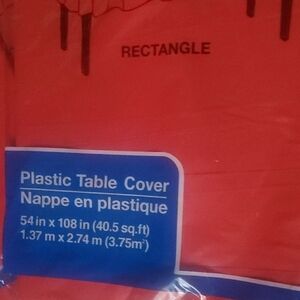 RECTANGLE
Plastic Table Cover
Nappe en plastique
54 in x 108 in (40.5 sq.ft)
1.37 m x 2.74 m (3.75m²)